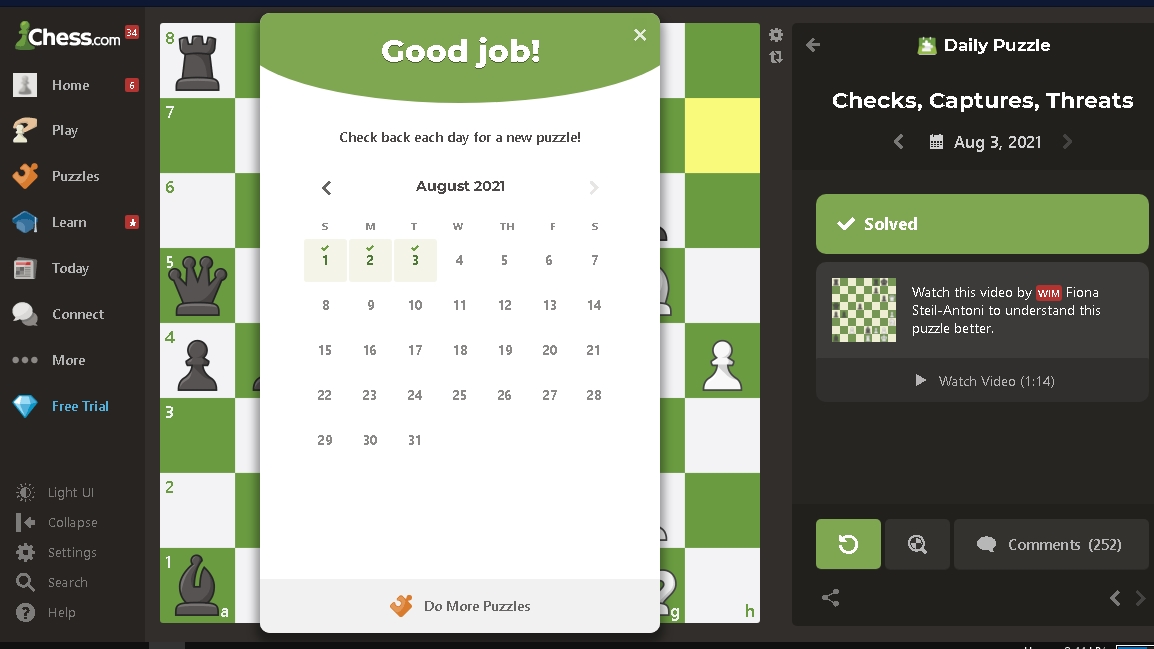 Chess.com 34
Home 6
Play
Puzzles
Learn
Today
Connect
More
Free Trial
Light UI
Collapse
Settings
Search
Help
8
7
6
5
4
3
2
1
a
g
h
Good job!
Check back each day for a new puzzle!
August 2021
S M T W TH F S
1 2 3 4 5 6 7
8 9 10 11 12 13 14
15 16 17 18 19 20 21
22 23 24 25 26 27 28
29 30 31
Do More Puzzles
Daily Puzzle
Checks, Captures, Threats
Aug 3, 2021
Solved
Watch this video by WIM Fiona
Steil-Antoni to understand this
puzzle better.
Watch Video (1:14)
Comments (252)